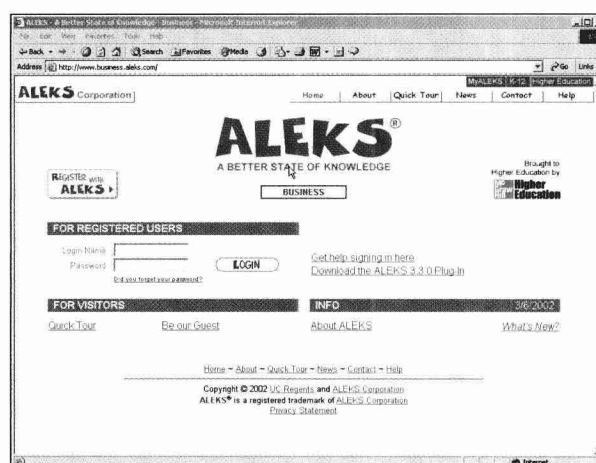 ALEKS - A Better State of Knowledge - Business - Microsoft Internet Explorer
File Edit View Favorites Tools Help
Back Search Favorites Media
Address http://www.business.aleks.com/ Go Links
MyALEKS K-12 Higher Education
ALEKS Corporation Home About Quick Tour News Contact Help
ALEKS®
A BETTER STATE OF KNOWLEDGE
BUSINESS
REGISTER WITH
ALEKS
Brought to
Higher Education by
Higher
Education
FOR REGISTERED USERS
Login Name
Password
LOGIN
Did you forget your password?
Get help signing in here
Download the ALEKS 3.3.0 Plug-In
FOR VISITORS
Quick Tour Be our Guest
INFO 3/6/2002
About ALEKS What's New?
Home ~ About ~ Quick Tour ~ News ~ Contact ~ Help
Copyright © 2002 UC Regents and ALEKS Corporation
ALEKS® is a registered trademark of ALEKS Corporation
Privacy Statement
Internet